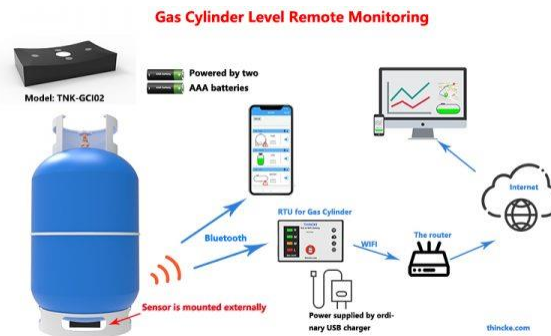 Gas Cylinder Level Remote Monitoring
Powered by two
AAA batteries
Model: TNK-GCI02
Internet
RTU for Gas Cylinder
The router
Bluetooth
WIFI
Sensor is mounted externally
Power supplied by ordi-
nary USB charger
thincke.com